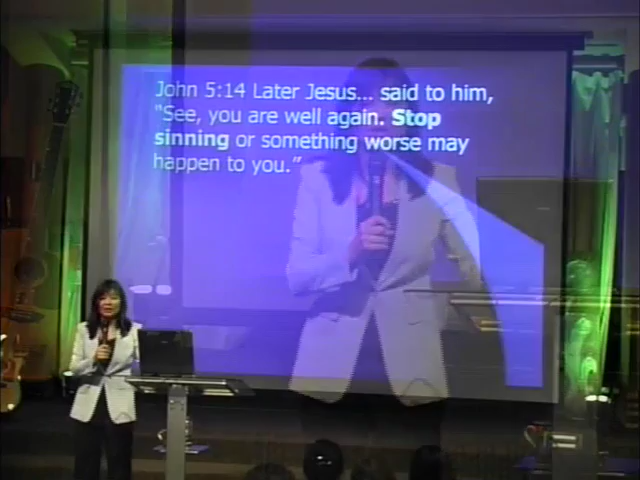 John 5:14 Later Jesus... said to him,
"See, you are well again. Stop
sinning or something worse may
happen to you."